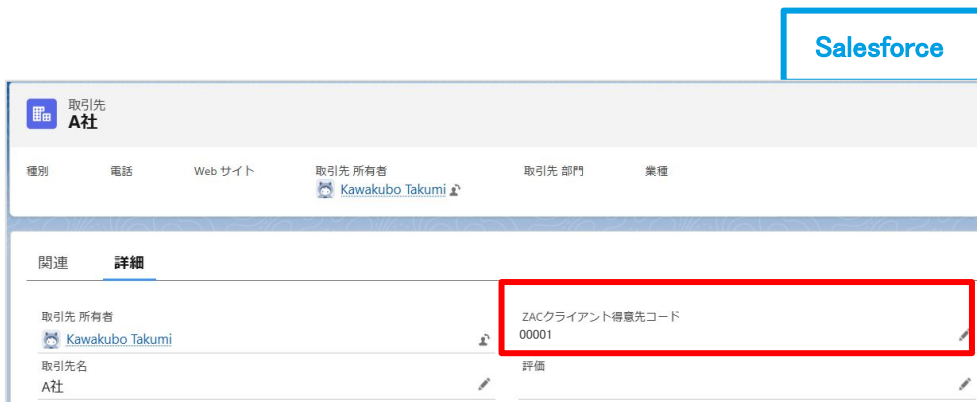 Salesforce
取引先
A社
種別 電話 Web サイト 取引先 所有者 取引先 部門 業種
Kawakubo Takumi
関連 詳細
取引先 所有者 ZACクライアント得意先コード
Kawakubo Takumi 00001
取引先名 評価
A社